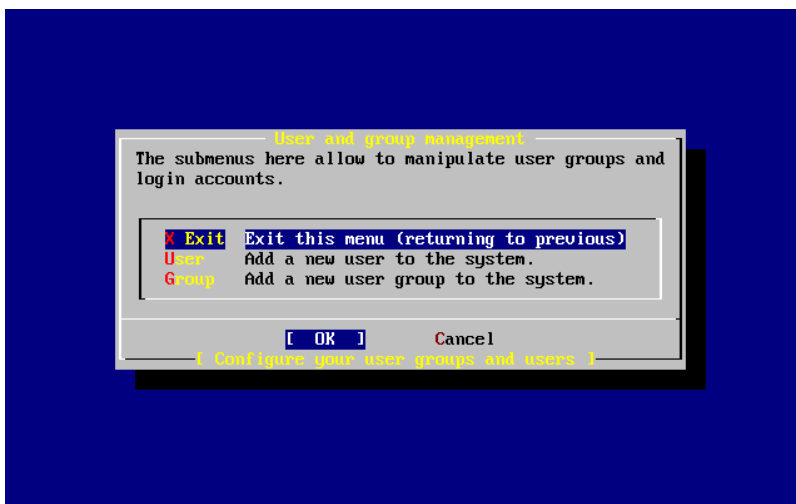 User and group management
The submenus here allow to manipulate user groups and
login accounts.
X Exit Exit this menu (returning to previous)
User Add a new user to the system.
Group Add a new user group to the system.
[ OK ] Cancel
[ Configure your user groups and users ]